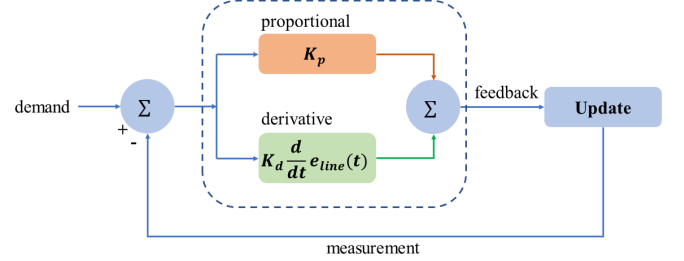 proportional
K_p
demand
Σ
+
-
derivative
K_d d/dt e_line(t)
Σ
feedback
Update
measurement